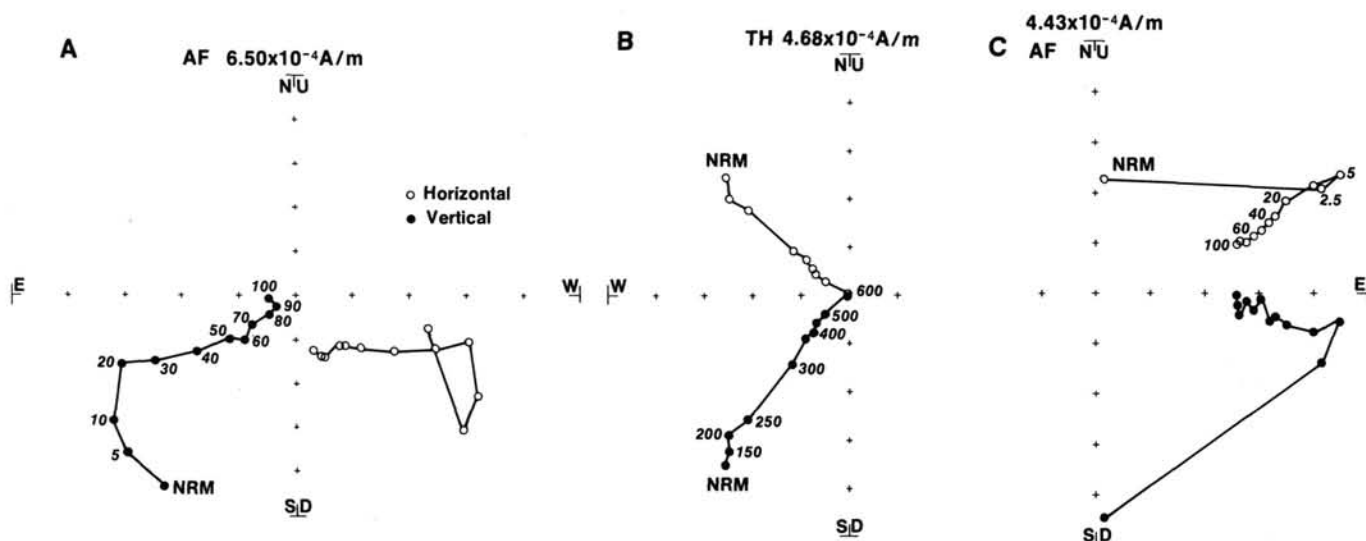 A
AF 6.50x10⁻⁴A/m
N U
E
W
S D
○ Horizontal
● Vertical
NRM
5
10
20
30
40
50
60
70
80
90
100
B
TH 4.68x10⁻⁴A/m
N U
W
S D
NRM
600
500
400
300
250
200
150
NRM
C
4.43x10⁻⁴A/m
AF N U
E
S D
NRM
5
2.5
20
40
60
100